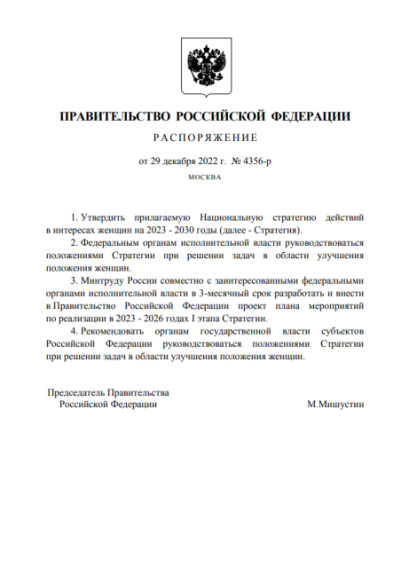 ПРАВИТЕЛЬСТВО РОССИЙСКОЙ ФЕДЕРАЦИИ
РАСПОРЯЖЕНИЕ
от 29 декабря 2022 г. № 4356-р
МОСКВА
1. Утвердить прилагаемую Национальную стратегию действий
в интересах женщин на 2023 - 2030 годы (далее - Стратегия).
2. Федеральным органам исполнительной власти руководствоваться
положениями Стратегии при решении задач в области улучшения
положения женщин.
3. Минтруду России совместно с заинтересованными федеральными
органами исполнительной власти в 3-месячный срок разработать и внести
в Правительство Российской Федерации проект плана мероприятий
по реализации в 2023 - 2026 годах I этапа Стратегии.
4. Рекомендовать органам государственной власти субъектов
Российской Федерации руководствоваться положениями Стратегии
при решении задач в области улучшения положения женщин.
Председатель Правительства
Российской Федерации М.Мишустин